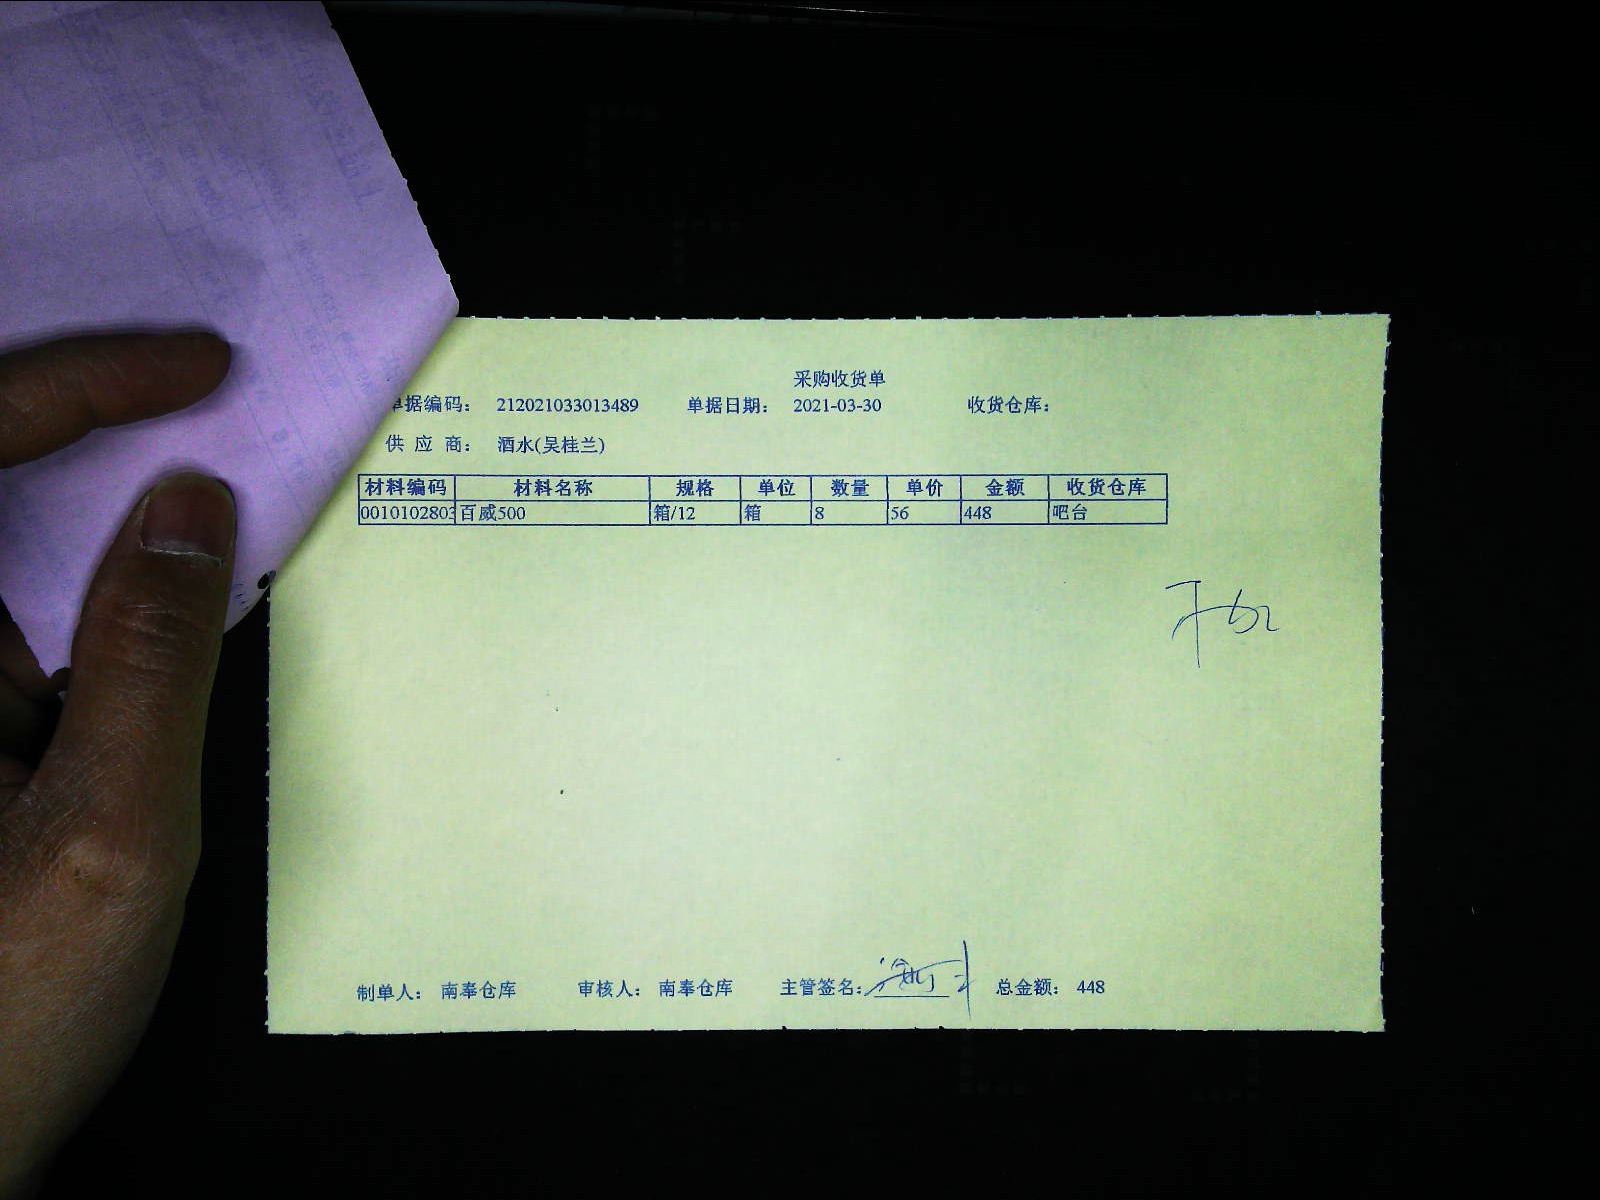 采购收货单
单据编码： 212021033013489 单据日期： 2021-03-30 收货仓库：
供 应 商： 酒水(吴桂兰)
材料编码 材料名称 规格 单位 数量 单价 金额 收货仓库
0010102803 百威500 箱/12 箱 8 56 448 吧台
制单人： 南奉仓库 审核人： 南奉仓库 主管签名： 总金额： 448